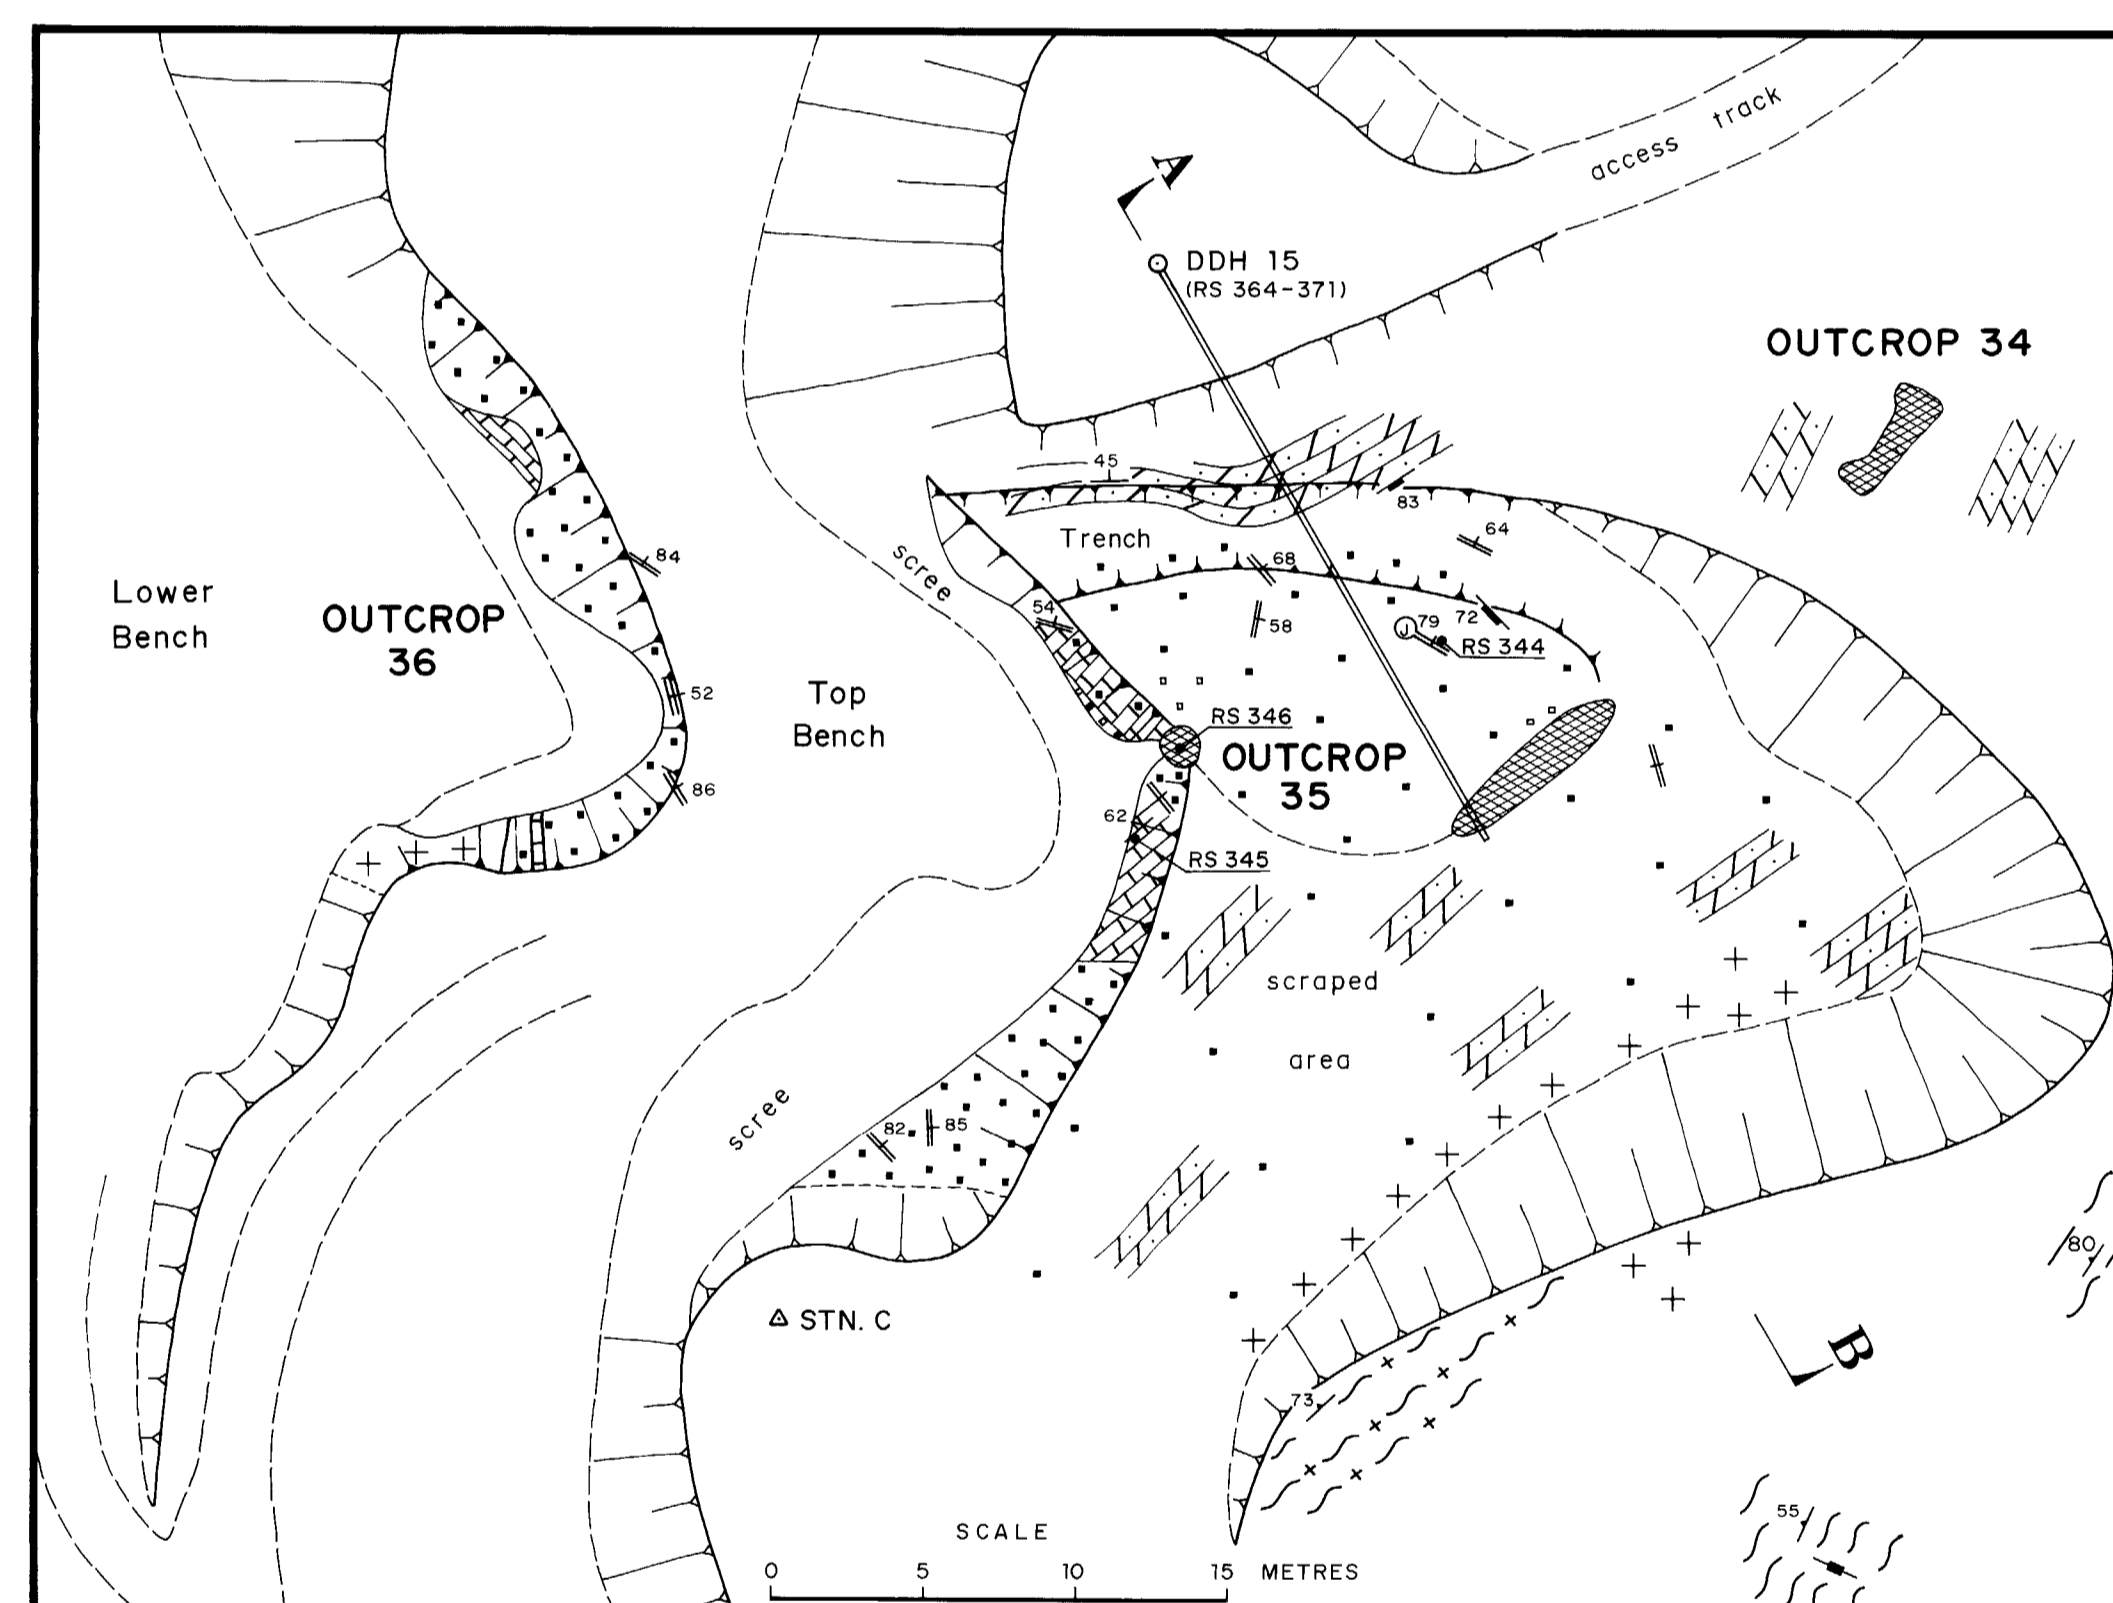 access track
A
DDH 15
(RS 364-371)
OUTCROP 34
45
83
64
Trench
68
scree
84
54
58
J
79
72
RS 344
Lower
Bench
OUTCROP
36
52
Top
Bench
RS 346
OUTCROP
35
86
62
RS 345
scraped
area
scree
82
85
80
STN. C
B
73
55
SCALE
0 5 10 15 METRES